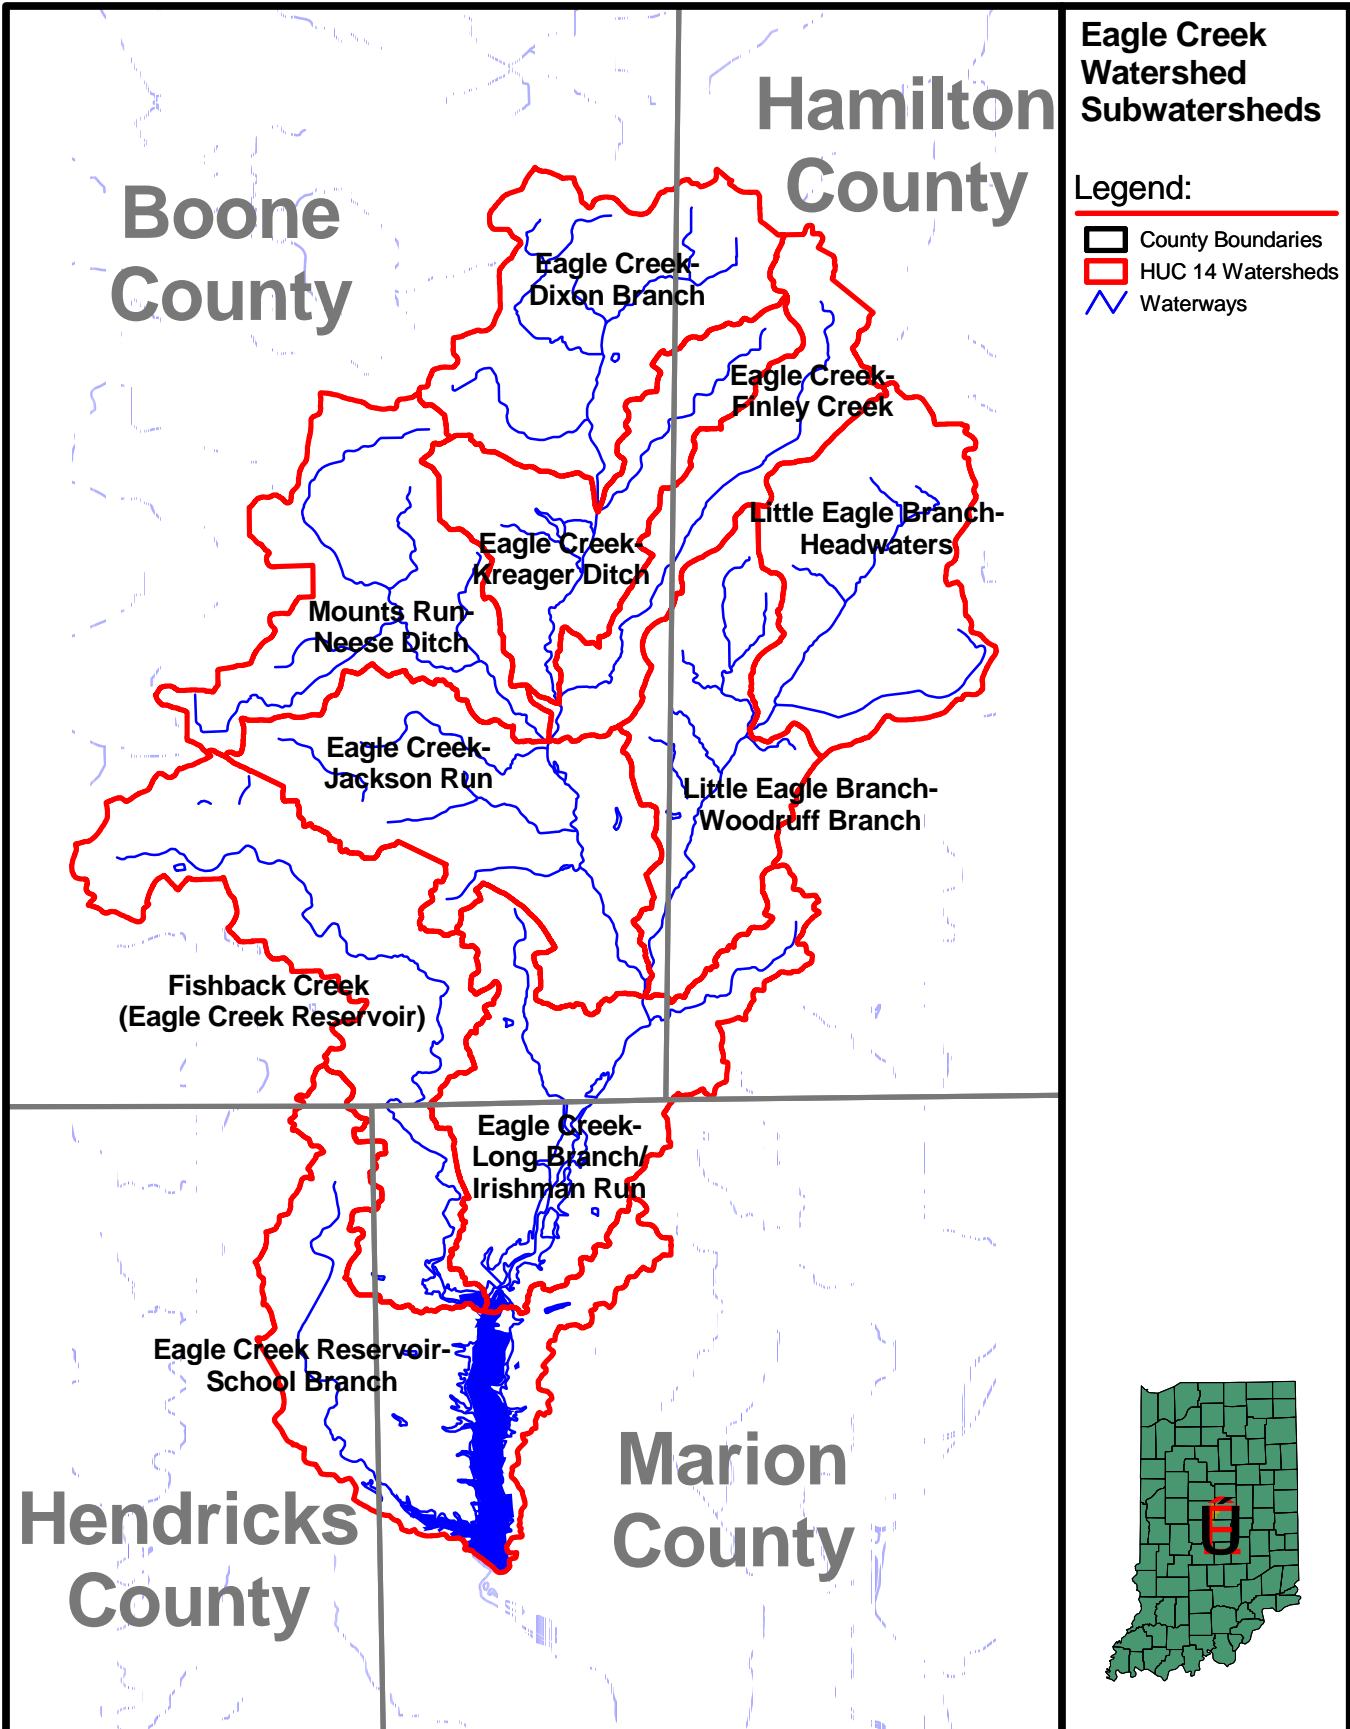 Eagle Creek
Watershed
Subwatersheds
Legend:
County Boundaries
HUC 14 Watersheds
Waterways
Hamilton
County
Boone
County
Eagle Creek-
Dixon Branch
Eagle Creek-
Finley Creek
Little Eagle Branch-
Headwaters
Eagle Creek-
Kreager Ditch
Mounts Run-
Neese Ditch
Eagle Creek-
Jackson Run
Little Eagle Branch-
Woodruff Branch
Fishback Creek
(Eagle Creek Reservoir)
Eagle Creek-
Long Branch/
Irishman Run
Eagle Creek Reservoir-
School Branch
Marion
County
Hendricks
County